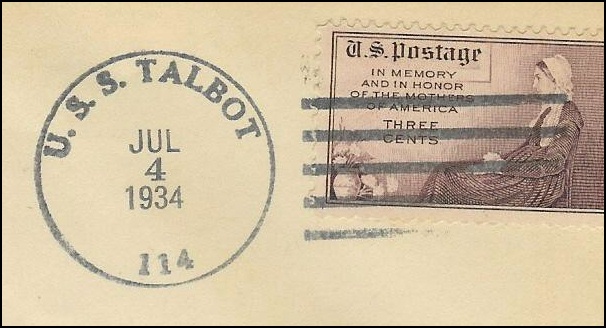 U.S.S. TALBOT
JUL
4
1934
114
U.S. Postage
IN MEMORY
AND IN HONOR
OF THE MOTHERS
OF AMERICA
THREE
CENTS